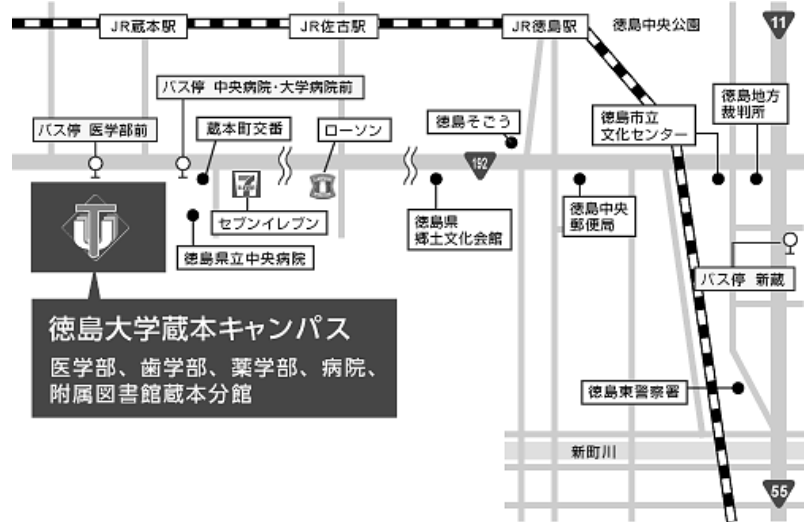 JR蔵本駅
JR佐古駅
JR徳島駅
徳島中央公園
11
バス停 中央病院・大学病院前
徳島地方
裁判所
バス停 医学部前
蔵本町交番
ローソン
徳島そごう
徳島市立
文化センター
192
セブンイレブン
徳島県立中央病院
徳島県
郷土文化会館
徳島中央
郵便局
バス停 新蔵
徳島大学蔵本キャンパス
医学部、歯学部、薬学部、病院、
附属図書館蔵本分館
徳島東警察署
新町川
55